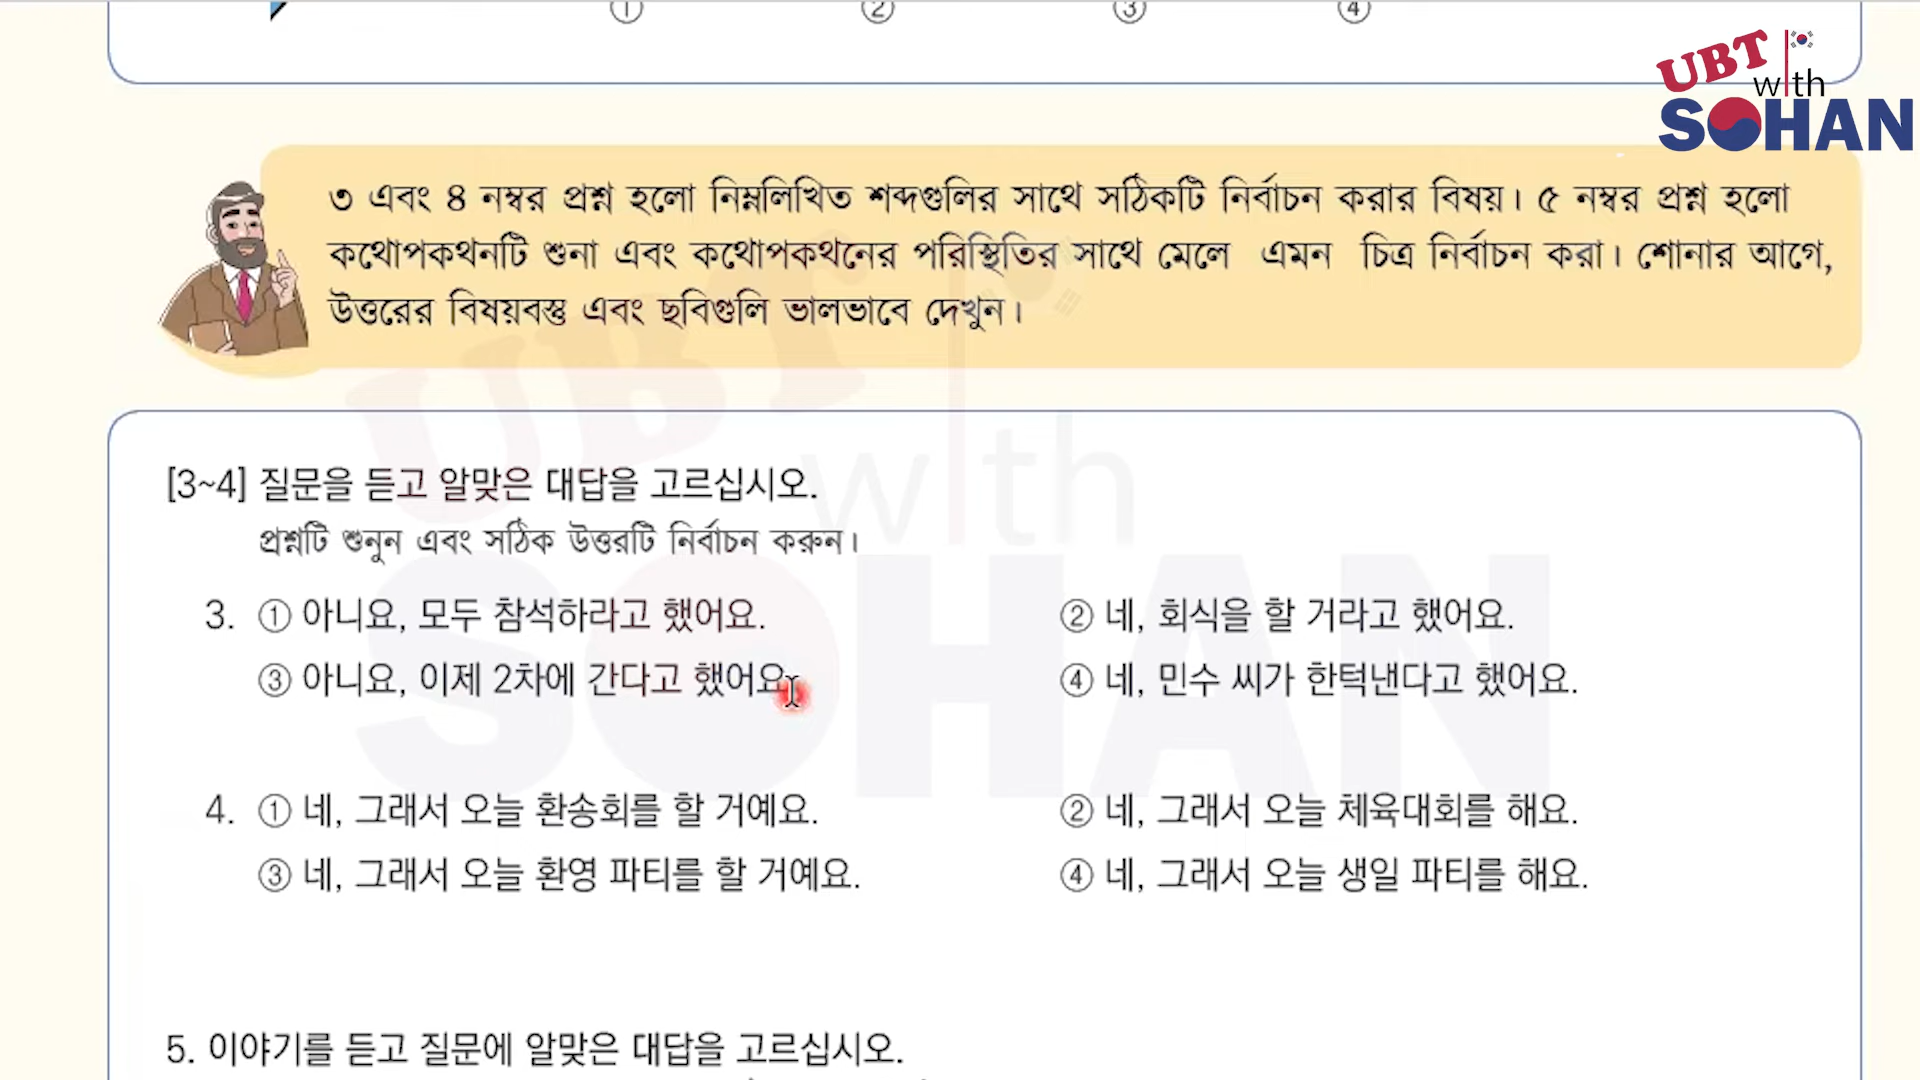 ① ② ③ ④
UBT
with
SOHAN
৩ এবং ৪ নম্বর প্রশ্ন হলো নিম্নলিখিত শব্দগুলির সাথে সঠিকটি নির্বাচন করার বিষয়। ৫ নম্বর প্রশ্ন হলো
কথোপকথনটি শুনা এবং কথোপকথনের পরিস্থিতির সাথে মেলে এমন চিত্র নির্বাচন করা। শোনার আগে,
উত্তরের বিষয়বস্তু এবং ছবিগুলি ভালভাবে দেখুন।
[3~4] 질문을 듣고 알맞은 대답을 고르십시오.
প্রশ্নটি শুনুন এবং সঠিক উত্তরটি নির্বাচন করুন।
3. ① 아니요, 모두 참석하라고 했어요. ② 네, 회식을 할 거라고 했어요.
③ 아니요, 이제 2차에 간다고 했어요. ④ 네, 민수 씨가 한턱낸다고 했어요.
4. ① 네, 그래서 오늘 환송회를 할 거예요. ② 네, 그래서 오늘 체육대회를 해요.
③ 네, 그래서 오늘 환영 파티를 할 거예요. ④ 네, 그래서 오늘 생일 파티를 해요.
5. 이야기를 듣고 질문에 알맞은 대답을 고르십시오.